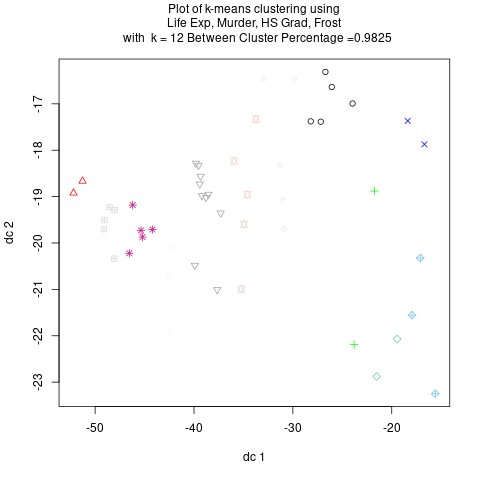 Plot of k-means clustering using
Life Exp, Murder, HS Grad, Frost
with k = 12 Between Cluster Percentage =0.9825
dc 2
-17
-18
-19
-20
-21
-22
-23
-50
-40
-30
-20
dc 1